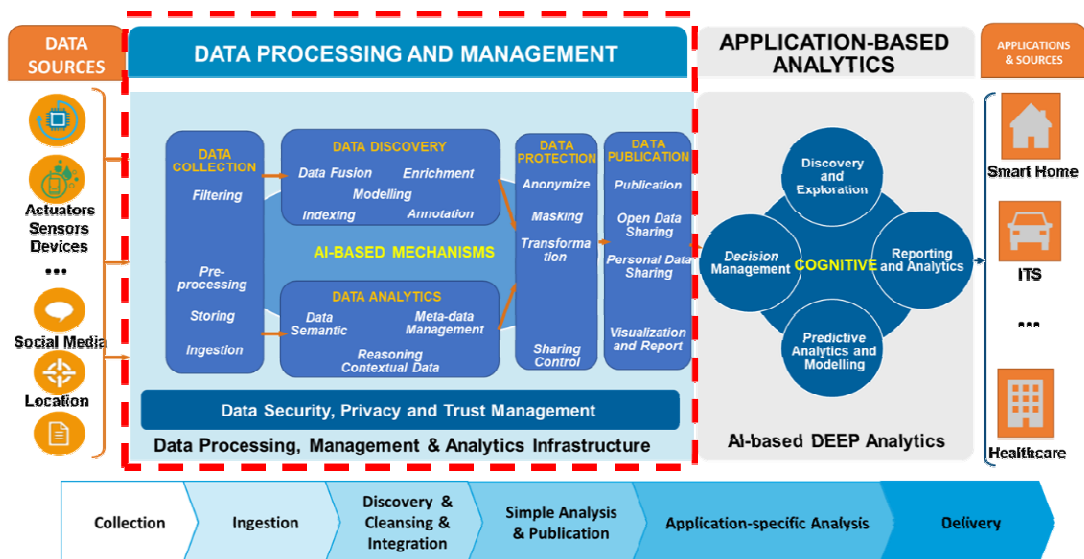 DATA
SOURCES
Actuators
Sensors
Devices
...
Social Media
Location
DATA PROCESSING AND MANAGEMENT
DATA
COLLECTION
Filtering
Pre-
processing
Storing
Ingestion
DATA DISCOVERY
Data Fusion
Enrichment
Modelling
Indexing
Annotation
AI-BASED MECHANISMS
DATA ANALYTICS
Data
Semantic
Meta-data
Management
Reasoning
Contextual Data
DATA
PROTECTION
Anonymize
Masking
Transforma
tion
Sharing
Control
DATA
PUBLICATION
Publication
Open Data
Sharing
Personal Data
Sharing
Visualization
and Report
Data Security, Privacy and Trust Management
Data Processing, Management & Analytics Infrastructure
APPLICATION-BASED
ANALYTICS
Discovery
and
Exploration
Decision
Management
COGNITIVE
Reporting
and Analytics
Predictive
Analytics and
Modelling
AI-based DEEP Analytics
APPLICATIONS
& SOURCES
Smart Home
ITS
...
Healthcare
Collection
Ingestion
Discovery &
Cleansing &
Integration
Simple Analysis
& Publication
Application-specific Analysis
Delivery